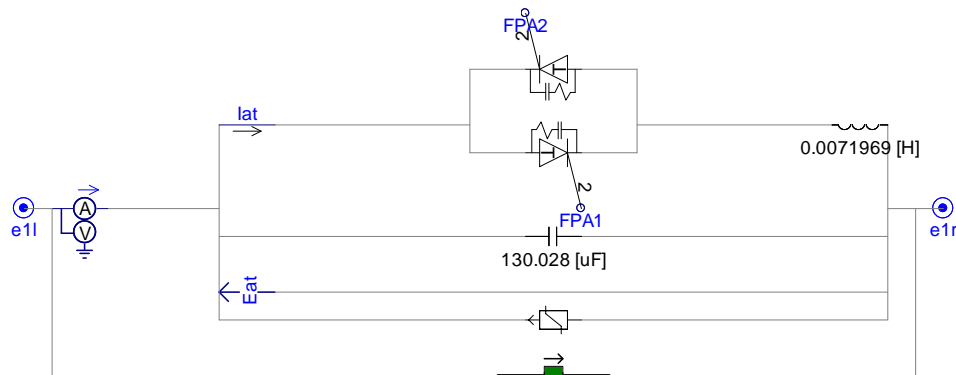 FPA2
2
Iat
0.0071969 [H]
2
A
e1l
V
FPA1
e1r
130.028 [uF]
Eat